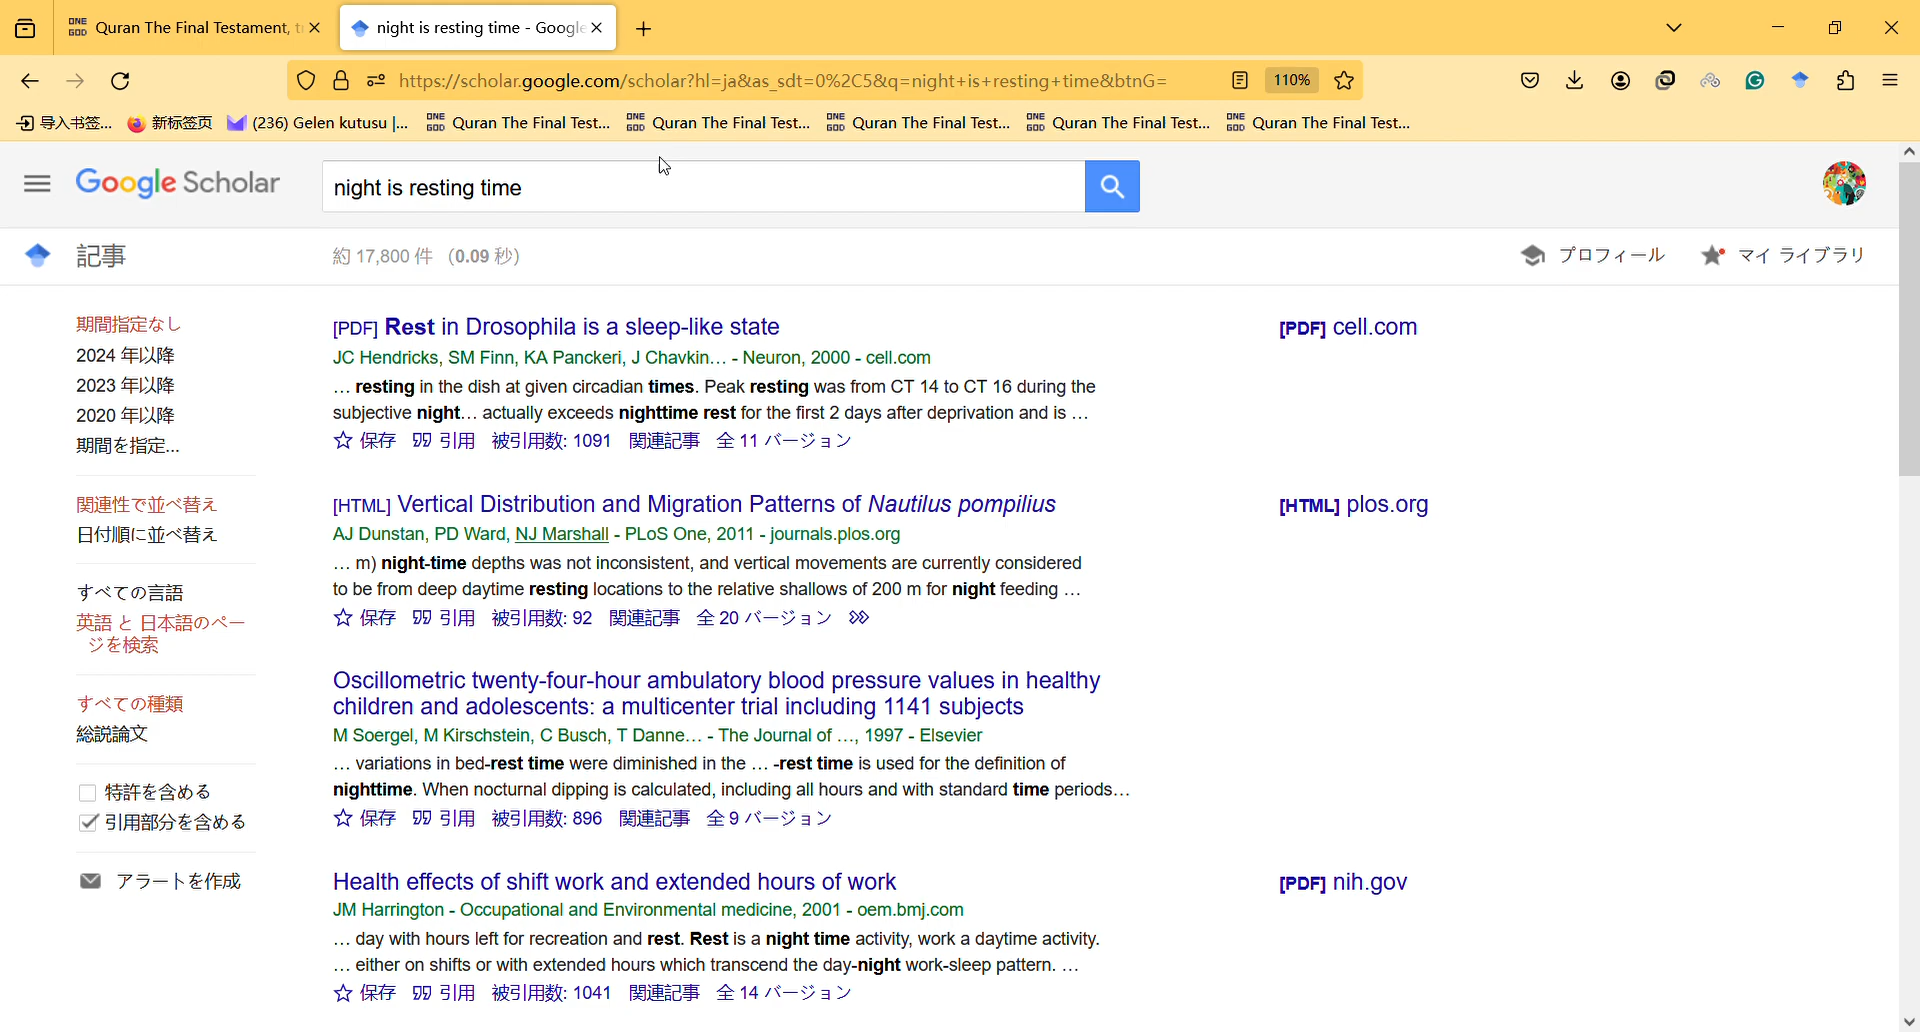 ONE GOD Quran The Final Testament, t
night is resting time - Google
https://scholar.google.com/scholar?hl=ja&as_sdt=0%2C5&q=night+is+resting+time&btnG=
110%
导入书签... 新标签页 (236) Gelen kutusu |... ONE GOD Quran The Final Test... ONE GOD Quran The Final Test... ONE GOD Quran The Final Test... ONE GOD Quran The Final Test... ONE GOD Quran The Final Test...
Google Scholar
night is resting time
記事
約 17,800 件 (0.09 秒)
プロフィール
マイ ライブラリ
期間指定なし
2024 年以降
2023 年以降
2020 年以降
期間を指定...
関連性で並べ替え
日付順に並べ替え
すべての言語
英語 と 日本語のペー
ジを検索
すべての種類
総説論文
特許を含める
引用部分を含める
アラートを作成
[PDF] Rest in Drosophila is a sleep-like state
JC Hendricks, SM Finn, KA Panckeri, J Chavkin… - Neuron, 2000 - cell.com
… resting in the dish at given circadian times. Peak resting was from CT 14 to CT 16 during the
subjective night… actually exceeds nighttime rest for the first 2 days after deprivation and is …
保存 引用 被引用数: 1091 関連記事 全 11 バージョン
[PDF] cell.com
[HTML] Vertical Distribution and Migration Patterns of Nautilus pompilius
AJ Dunstan, PD Ward, NJ Marshall - PLoS One, 2011 - journals.plos.org
… m) night-time depths was not inconsistent, and vertical movements are currently considered
to be from deep daytime resting locations to the relative shallows of 200 m for night feeding …
保存 引用 被引用数: 92 関連記事 全 20 バージョン
[HTML] plos.org
Oscillometric twenty-four-hour ambulatory blood pressure values in healthy
children and adolescents: a multicenter trial including 1141 subjects
M Soergel, M Kirschstein, C Busch, T Danne… - The Journal of …, 1997 - Elsevier
… variations in bed-rest time were diminished in the … -rest time is used for the definition of
nighttime. When nocturnal dipping is calculated, including all hours and with standard time periods…
保存 引用 被引用数: 896 関連記事 全 9 バージョン
Health effects of shift work and extended hours of work
JM Harrington - Occupational and Environmental medicine, 2001 - oem.bmj.com
… day with hours left for recreation and rest. Rest is a night time activity, work a daytime activity.
… either on shifts or with extended hours which transcend the day-night work-sleep pattern. …
保存 引用 被引用数: 1041 関連記事 全 14 バージョン
[PDF] nih.gov